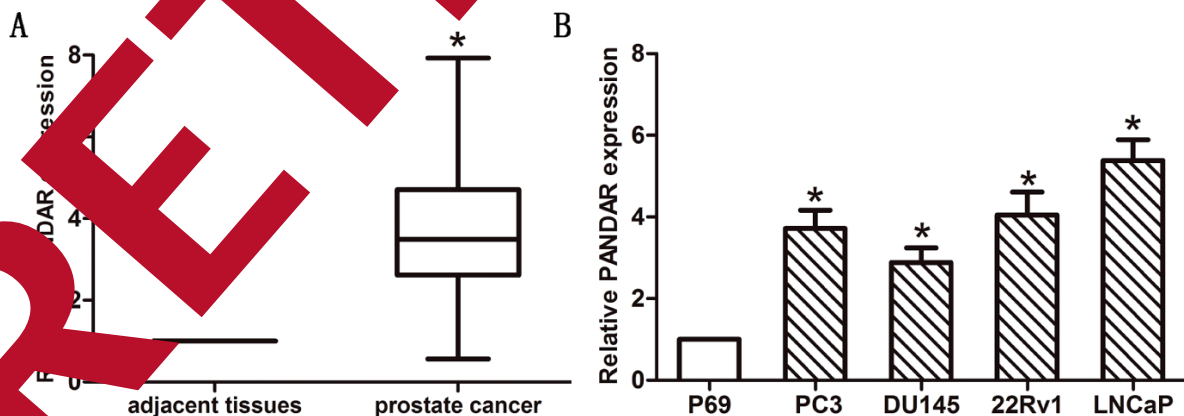 A
*
8
4
2
0
adjacent tissues
prostate cancer
B
Relative PANDAR expression
8
6
4
2
0
*
*
*
*
P69
PC3
DU145
22Rv1
LNCaP